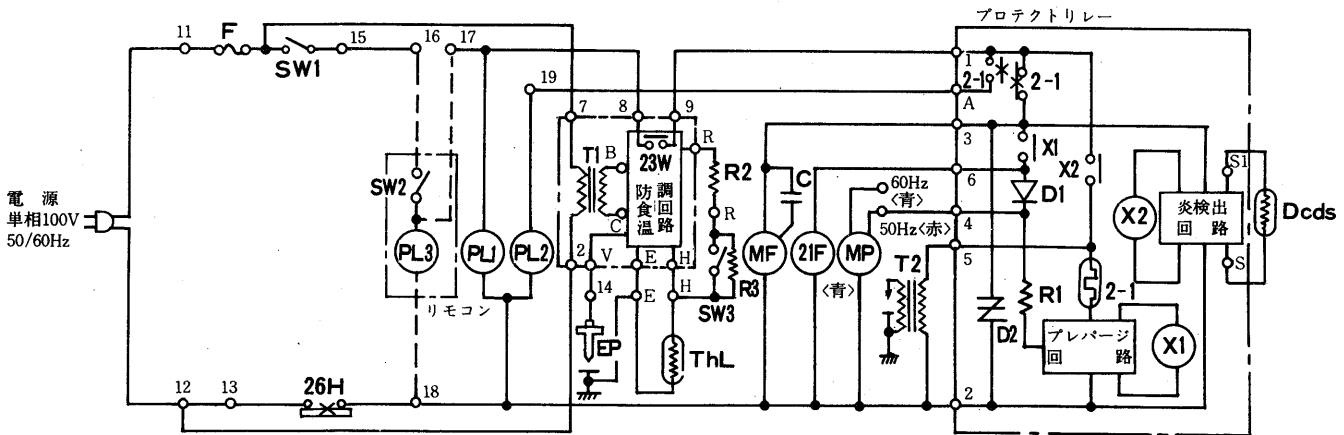 プロテクトリレー
11
F
SW1
15
16
17
19
7
8
9
1
2-1
2-1
A
3
6
4
5
2
SW2
PL3
リモコン
PL1
PL2
T1
B
C
23W
防食温
調回路
R
R2
R
R3
SW3
2
V
E
H
14
E
H
EP
ThL
C
MF
21F
MP
60Hz
〈青〉
50Hz〈赤〉
〈青〉
T2
X1
D1
X2
R1
2-1
D2
プレパージ
回路
X1
X2
炎検出
回路
S1
S
Dcds
電源
単相100V
50/60Hz
12
13
26H
18